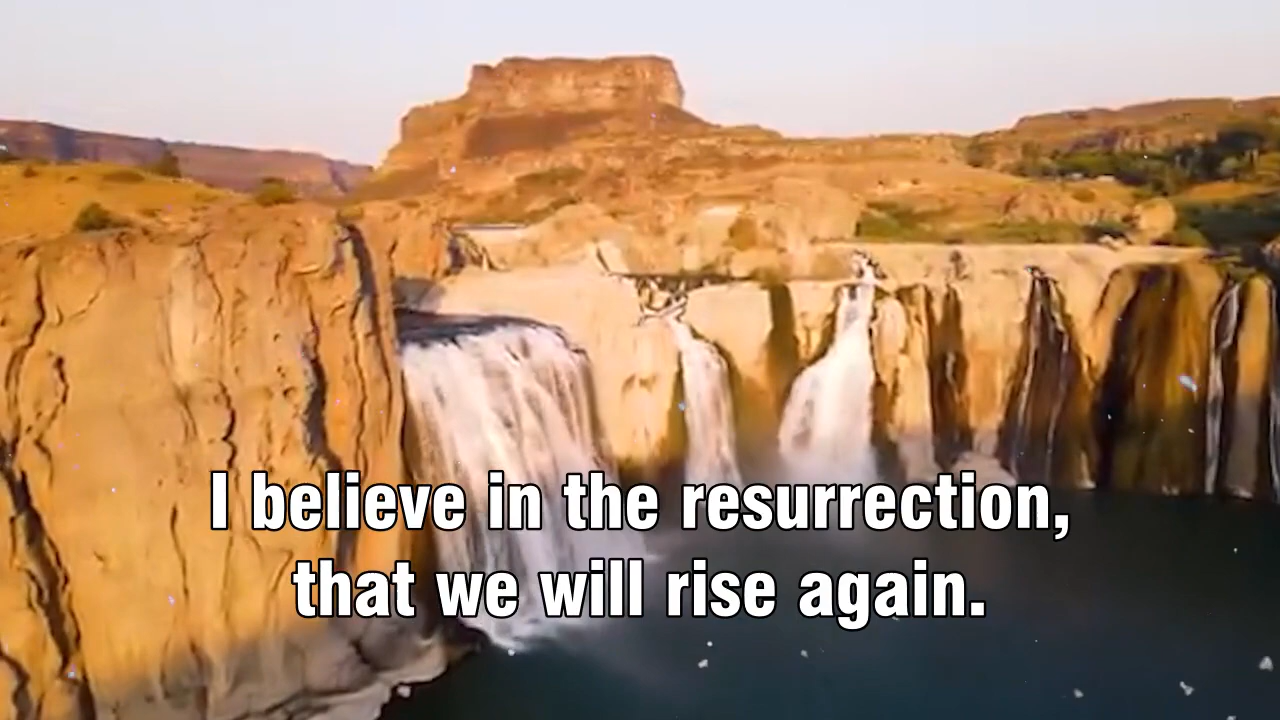 I believe in the resurrection,
that we will rise again.